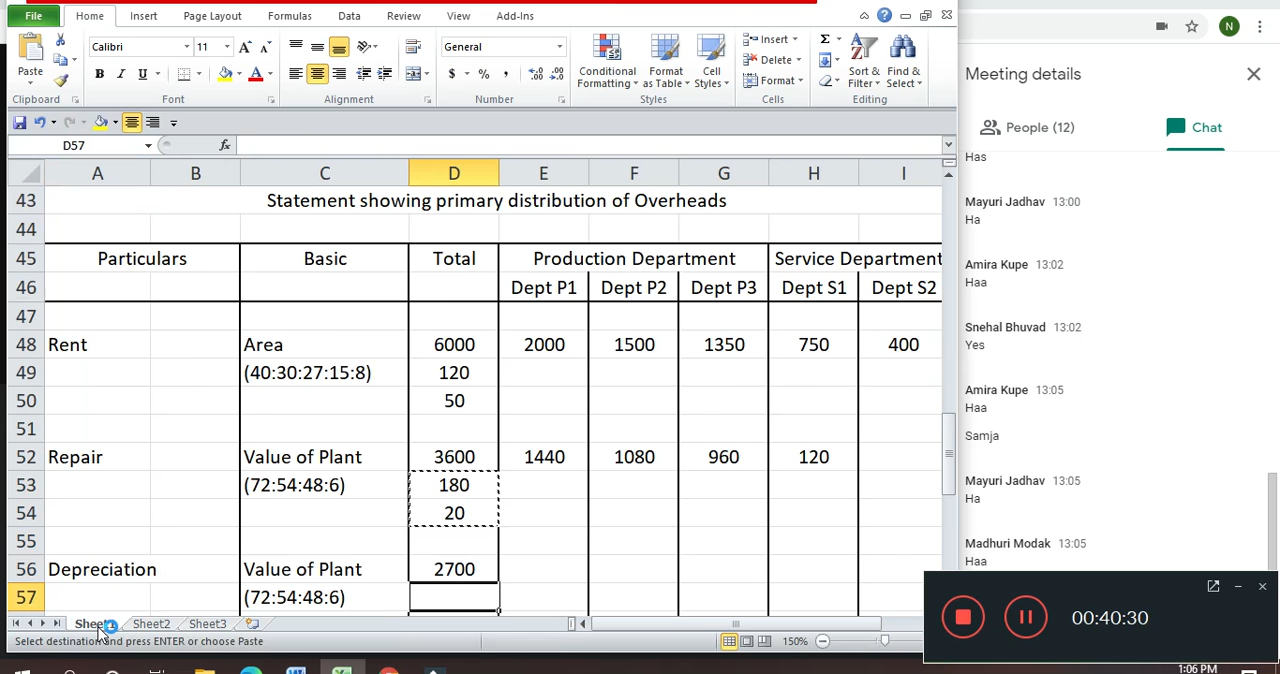 File Home Insert Page Layout Formulas Data Review View Add-Ins
Paste
Calibri 11 A A
B I U A
General
$ % ,
Conditional Formatting Format as Table Cell Styles
Insert
Delete
Format
Σ
Sort & Filter Find & Select
Clipboard Font Alignment Number Styles Cells Editing
D57 fx
A B C D E F G H I
43 Statement showing primary distribution of Overheads
44
45 Particulars Basic Total Production Department Service Department
46 Dept P1 Dept P2 Dept P3 Dept S1 Dept S2
47
48 Rent Area 6000 2000 1500 1350 750 400
49 (40:30:27:15:8) 120
50 50
51
52 Repair Value of Plant 3600 1440 1080 960 120
53 (72:54:48:6) 180
54 20
55
56 Depreciation Value of Plant 2700
57 (72:54:48:6)
Sheet1 Sheet2 Sheet3
Select destination and press ENTER or choose Paste 150%
N
Meeting details
People (12) Chat
Has
Mayuri Jadhav 13:00
Ha
Amira Kupe 13:02
Haa
Snehal Bhuvad 13:02
Yes
Amira Kupe 13:05
Haa
Samja
Mayuri Jadhav 13:05
Ha
Madhuri Modak 13:05
Haa
00:40:30
1:06 PM